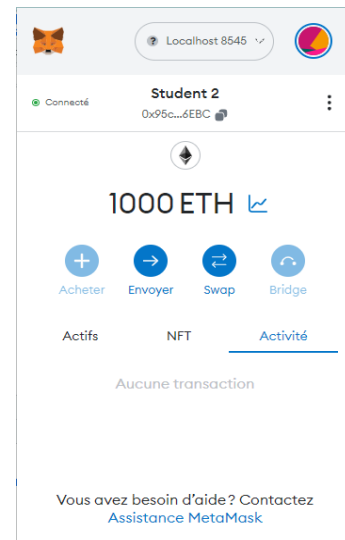 Localhost 8545
Connecté
Student 2
0x95c...6EBC
1000 ETH
Acheter Envoyer Swap Bridge
Actifs NFT Activité
Aucune transaction
Vous avez besoin d'aide ? Contactez
Assistance MetaMask